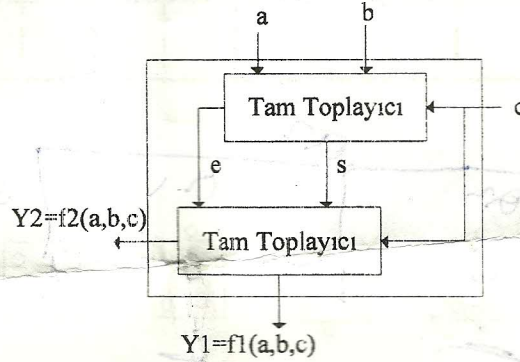 a
b
Tam Toplayıcı
c
e
s
Y2=f2(a,b,c)
Tam Toplayıcı
Y1=f1(a,b,c)